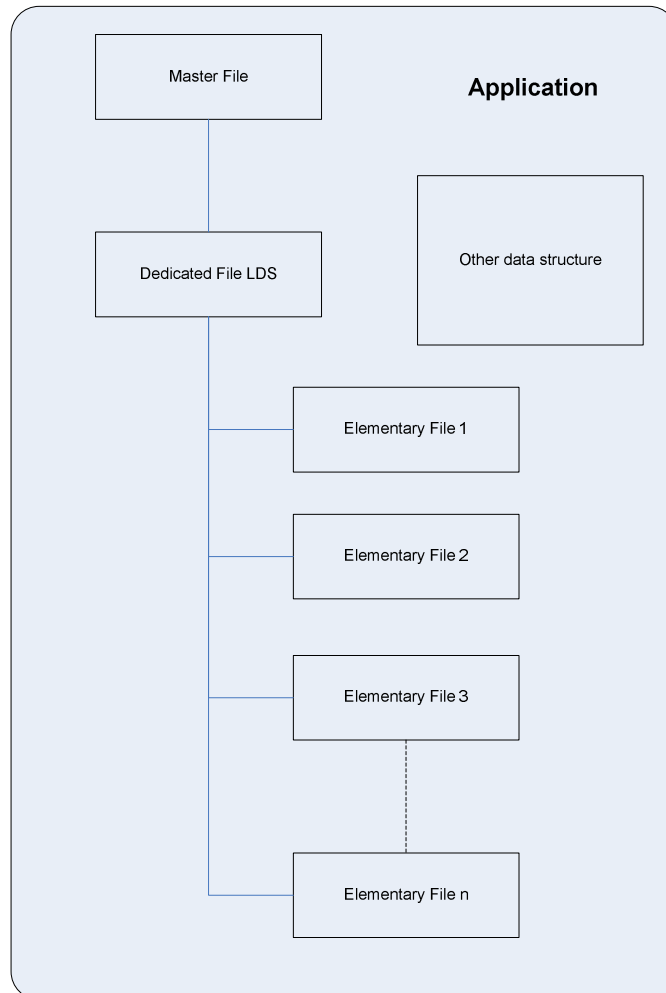 Master File
Application
Dedicated File LDS
Other data structure
Elementary File 1
Elementary File 2
Elementary File 3
Elementary File n